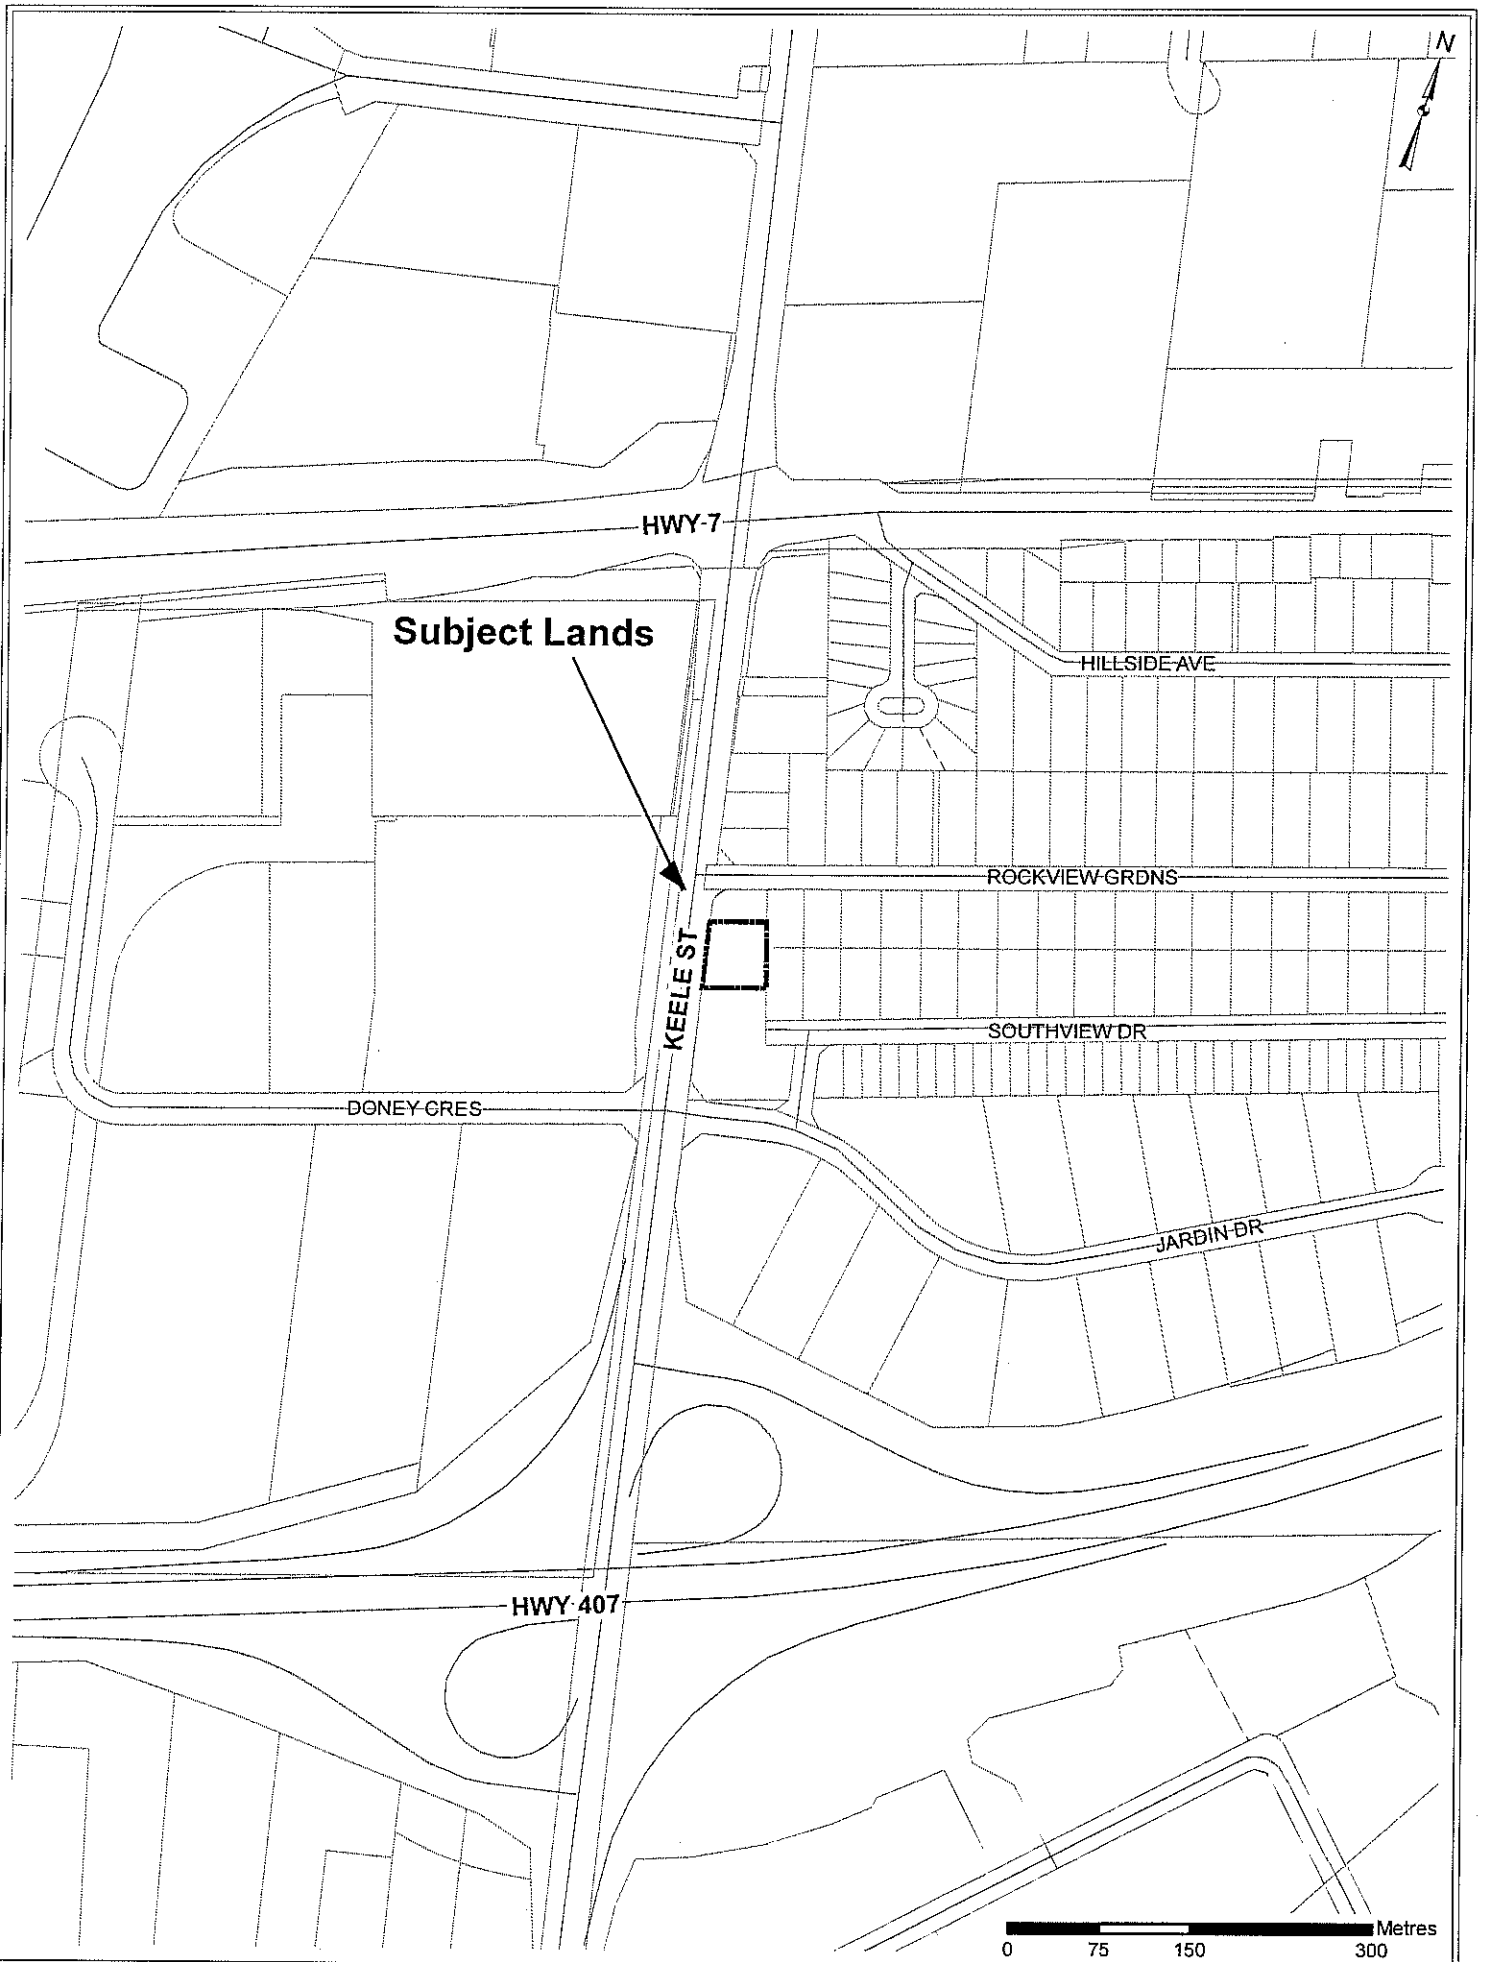 N
HWY 7
Subject Lands
HILLSIDE AVE
ROCKVIEW GRDNS
KEELE ST
SOUTHVIEW DR
DONEY CRES
JARDIN DR
HWY 407
Metres
0 75 150 300